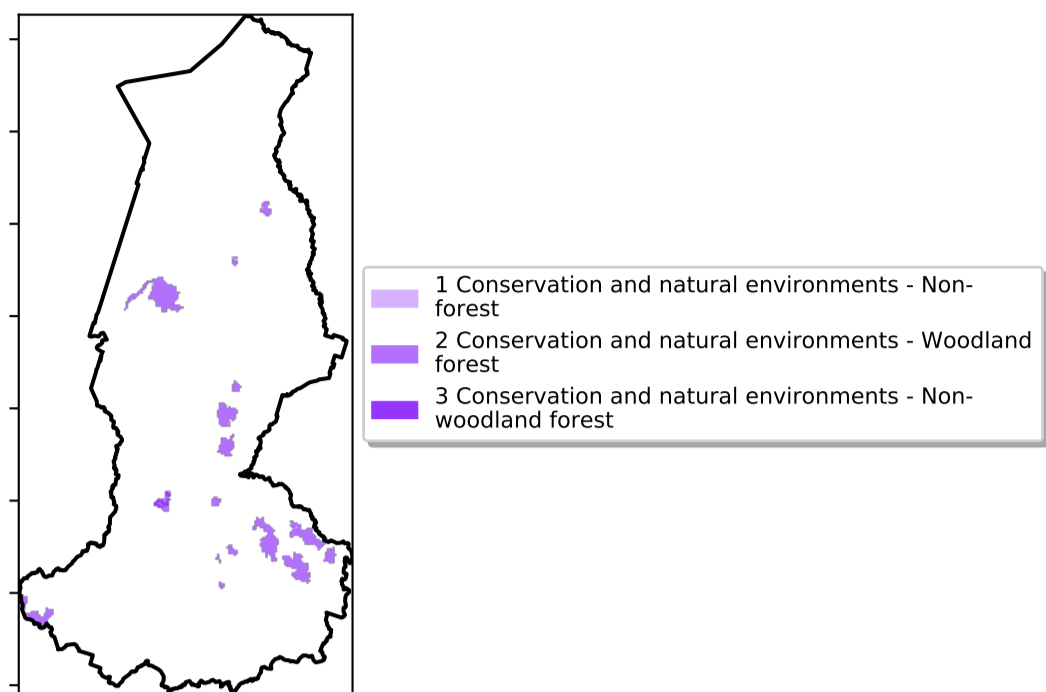 1 Conservation and natural environments - Non-
forest
2 Conservation and natural environments - Woodland
forest
3 Conservation and natural environments - Non-
woodland forest